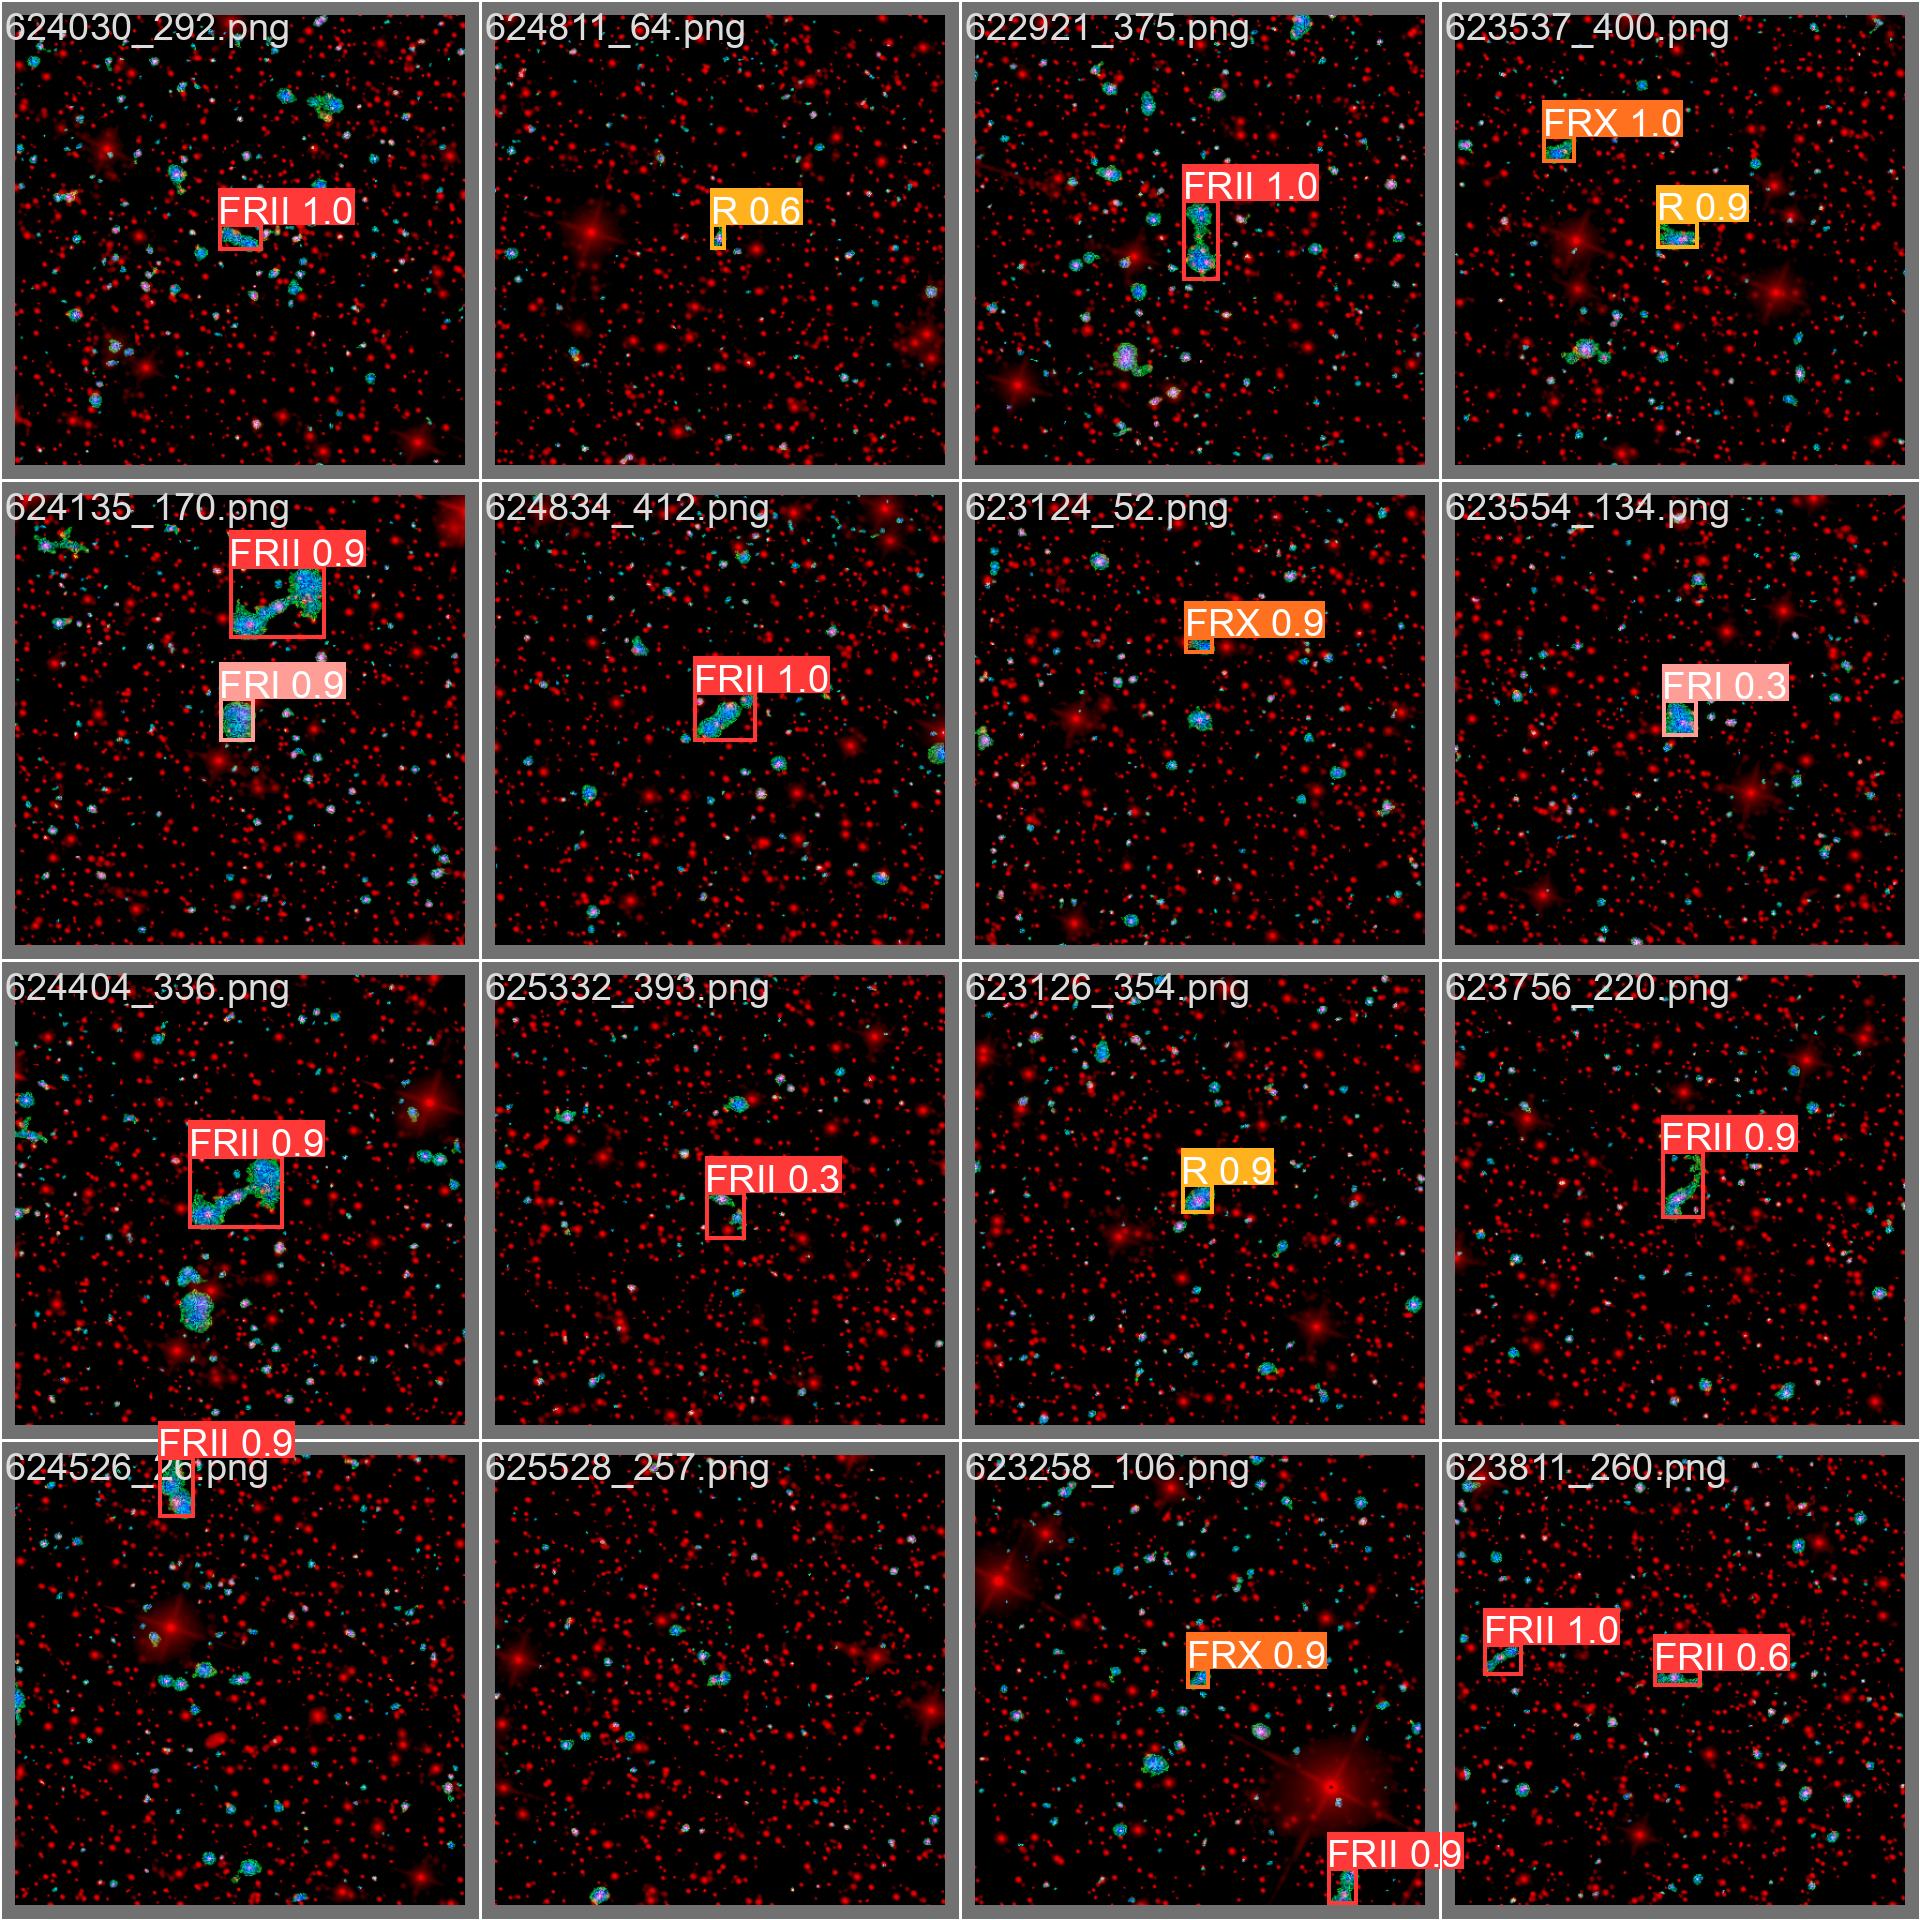 624030_292.png
FRII 1.0
624811_64.png
R 0.6
622921_375.png
FRII 1.0
623537_400.png
FRX 1.0
R 0.9
624135_170.png
FRII 0.9
FRI 0.9
624834_412.png
FRII 1.0
623124_52.png
FRX 0.9
623554_134.png
FRI 0.3
624404_336.png
FRII 0.9
625332_393.png
FRII 0.3
623126_354.png
R 0.9
623756_220.png
FRII 0.9
FRII 0.9
624526_26.png
625528_257.png
623258_106.png
FRX 0.9
FRII 0.9
623811_260.png
FRII 1.0
FRII 0.6